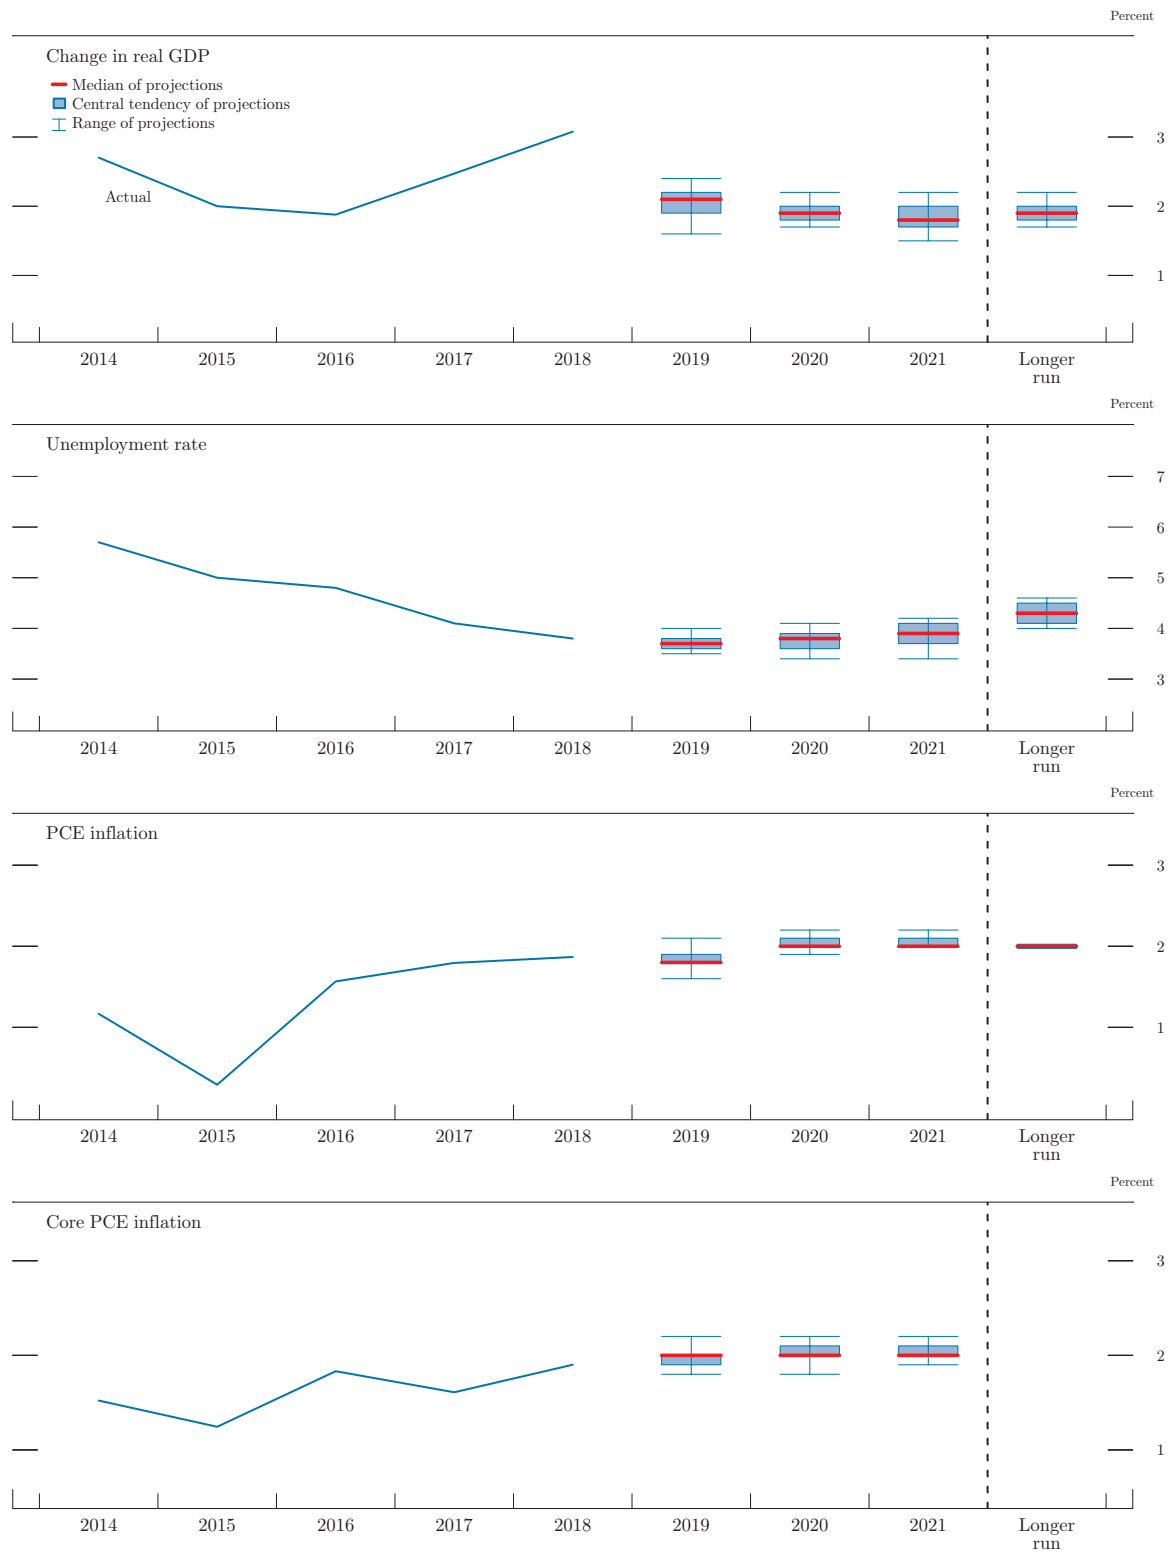 Percent
Change in real GDP
Median of projections
Central tendency of projections
Range of projections
Actual
3
2
1
2014 2015 2016 2017 2018 2019 2020 2021 Longer
run
Percent
Unemployment rate
7
6
5
4
3
2014 2015 2016 2017 2018 2019 2020 2021 Longer
run
Percent
PCE inflation
3
2
1
2014 2015 2016 2017 2018 2019 2020 2021 Longer
run
Percent
Core PCE inflation
3
2
1
2014 2015 2016 2017 2018 2019 2020 2021 Longer
run